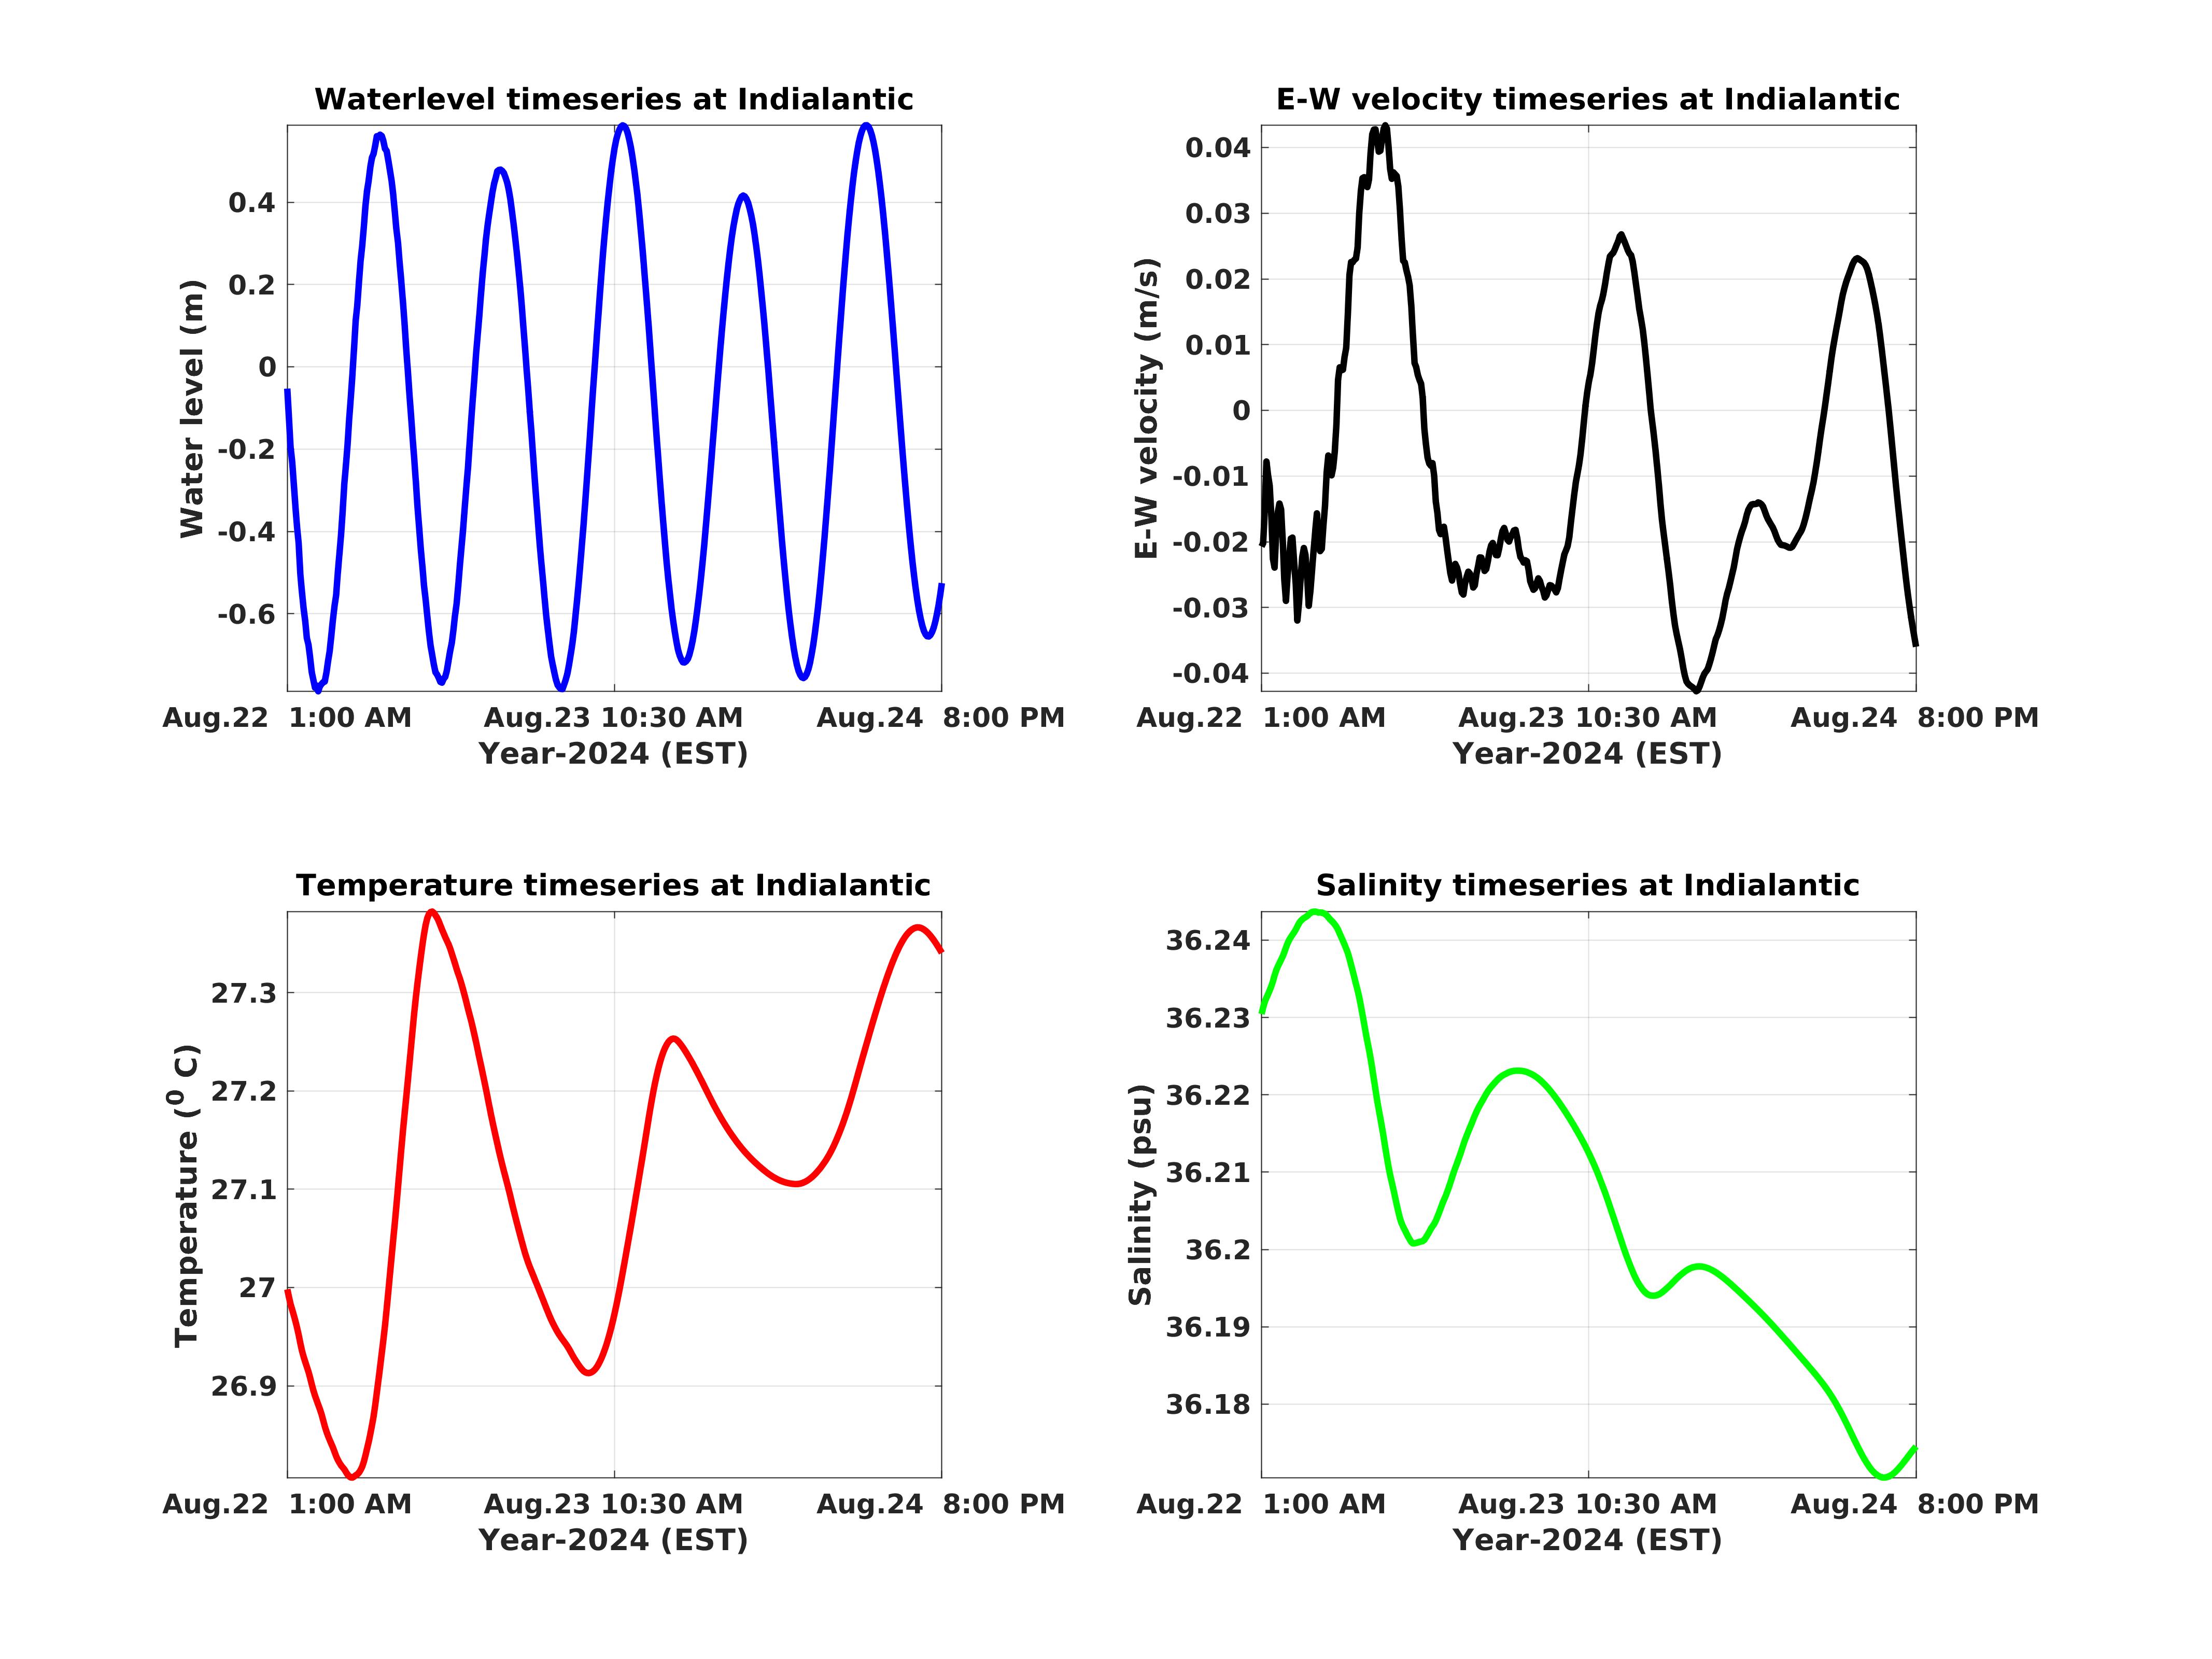 Waterlevel timeseries at Indialantic
Water level (m)
0.4
0.2
0
-0.2
-0.4
-0.6
Aug.22 1:00 AM Aug.23 10:30 AM Aug.24 8:00 PM
Year-2024 (EST)
E-W velocity timeseries at Indialantic
E-W velocity (m/s)
0.04
0.03
0.02
0.01
0
-0.01
-0.02
-0.03
-0.04
Aug.22 1:00 AM Aug.23 10:30 AM Aug.24 8:00 PM
Year-2024 (EST)
Temperature timeseries at Indialantic
Temperature (⁰ C)
27.3
27.2
27.1
27
26.9
Aug.22 1:00 AM Aug.23 10:30 AM Aug.24 8:00 PM
Year-2024 (EST)
Salinity timeseries at Indialantic
Salinity (psu)
36.24
36.23
36.22
36.21
36.2
36.19
36.18
Aug.22 1:00 AM Aug.23 10:30 AM Aug.24 8:00 PM
Year-2024 (EST)